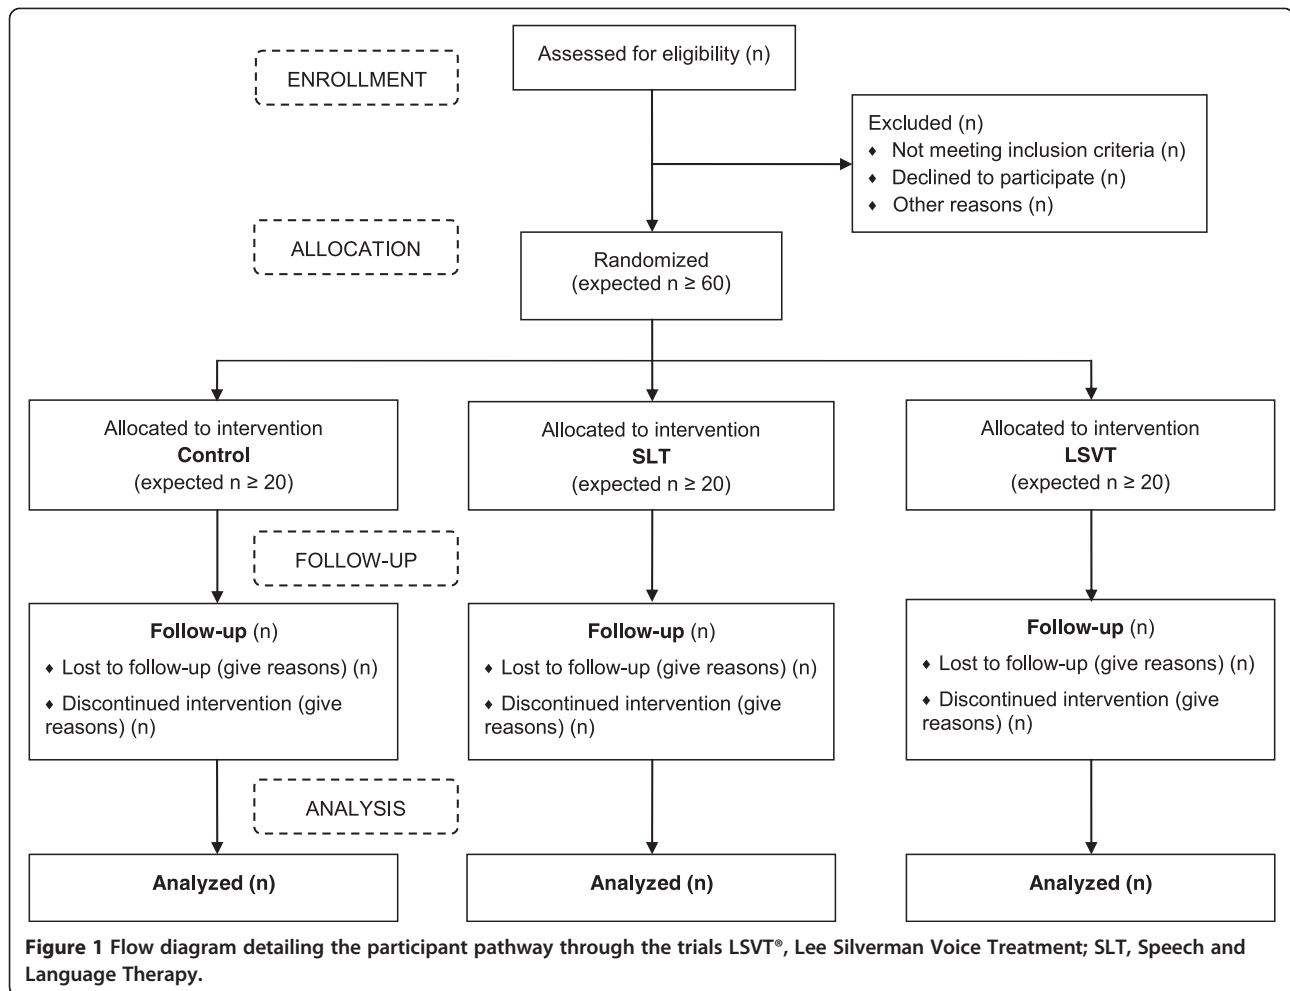 ENROLLMENT
Assessed for eligibility (n)
Excluded (n)
♦ Not meeting inclusion criteria (n)
♦ Declined to participate (n)
♦ Other reasons (n)
ALLOCATION
Randomized
(expected n ≥ 60)
Allocated to intervention
Control
(expected n ≥ 20)
Allocated to intervention
SLT
(expected n ≥ 20)
Allocated to intervention
LSVT
(expected n ≥ 20)
FOLLOW-UP
Follow-up (n)
♦ Lost to follow-up (give reasons) (n)
♦ Discontinued intervention (give
reasons) (n)
Follow-up (n)
♦ Lost to follow-up (give reasons) (n)
♦ Discontinued intervention (give
reasons) (n)
Follow-up (n)
♦ Lost to follow-up (give reasons) (n)
♦ Discontinued intervention (give
reasons) (n)
ANALYSIS
Analyzed (n)
Analyzed (n)
Analyzed (n)
Figure 1 Flow diagram detailing the participant pathway through the trials LSVT®, Lee Silverman Voice Treatment; SLT, Speech and
Language Therapy.